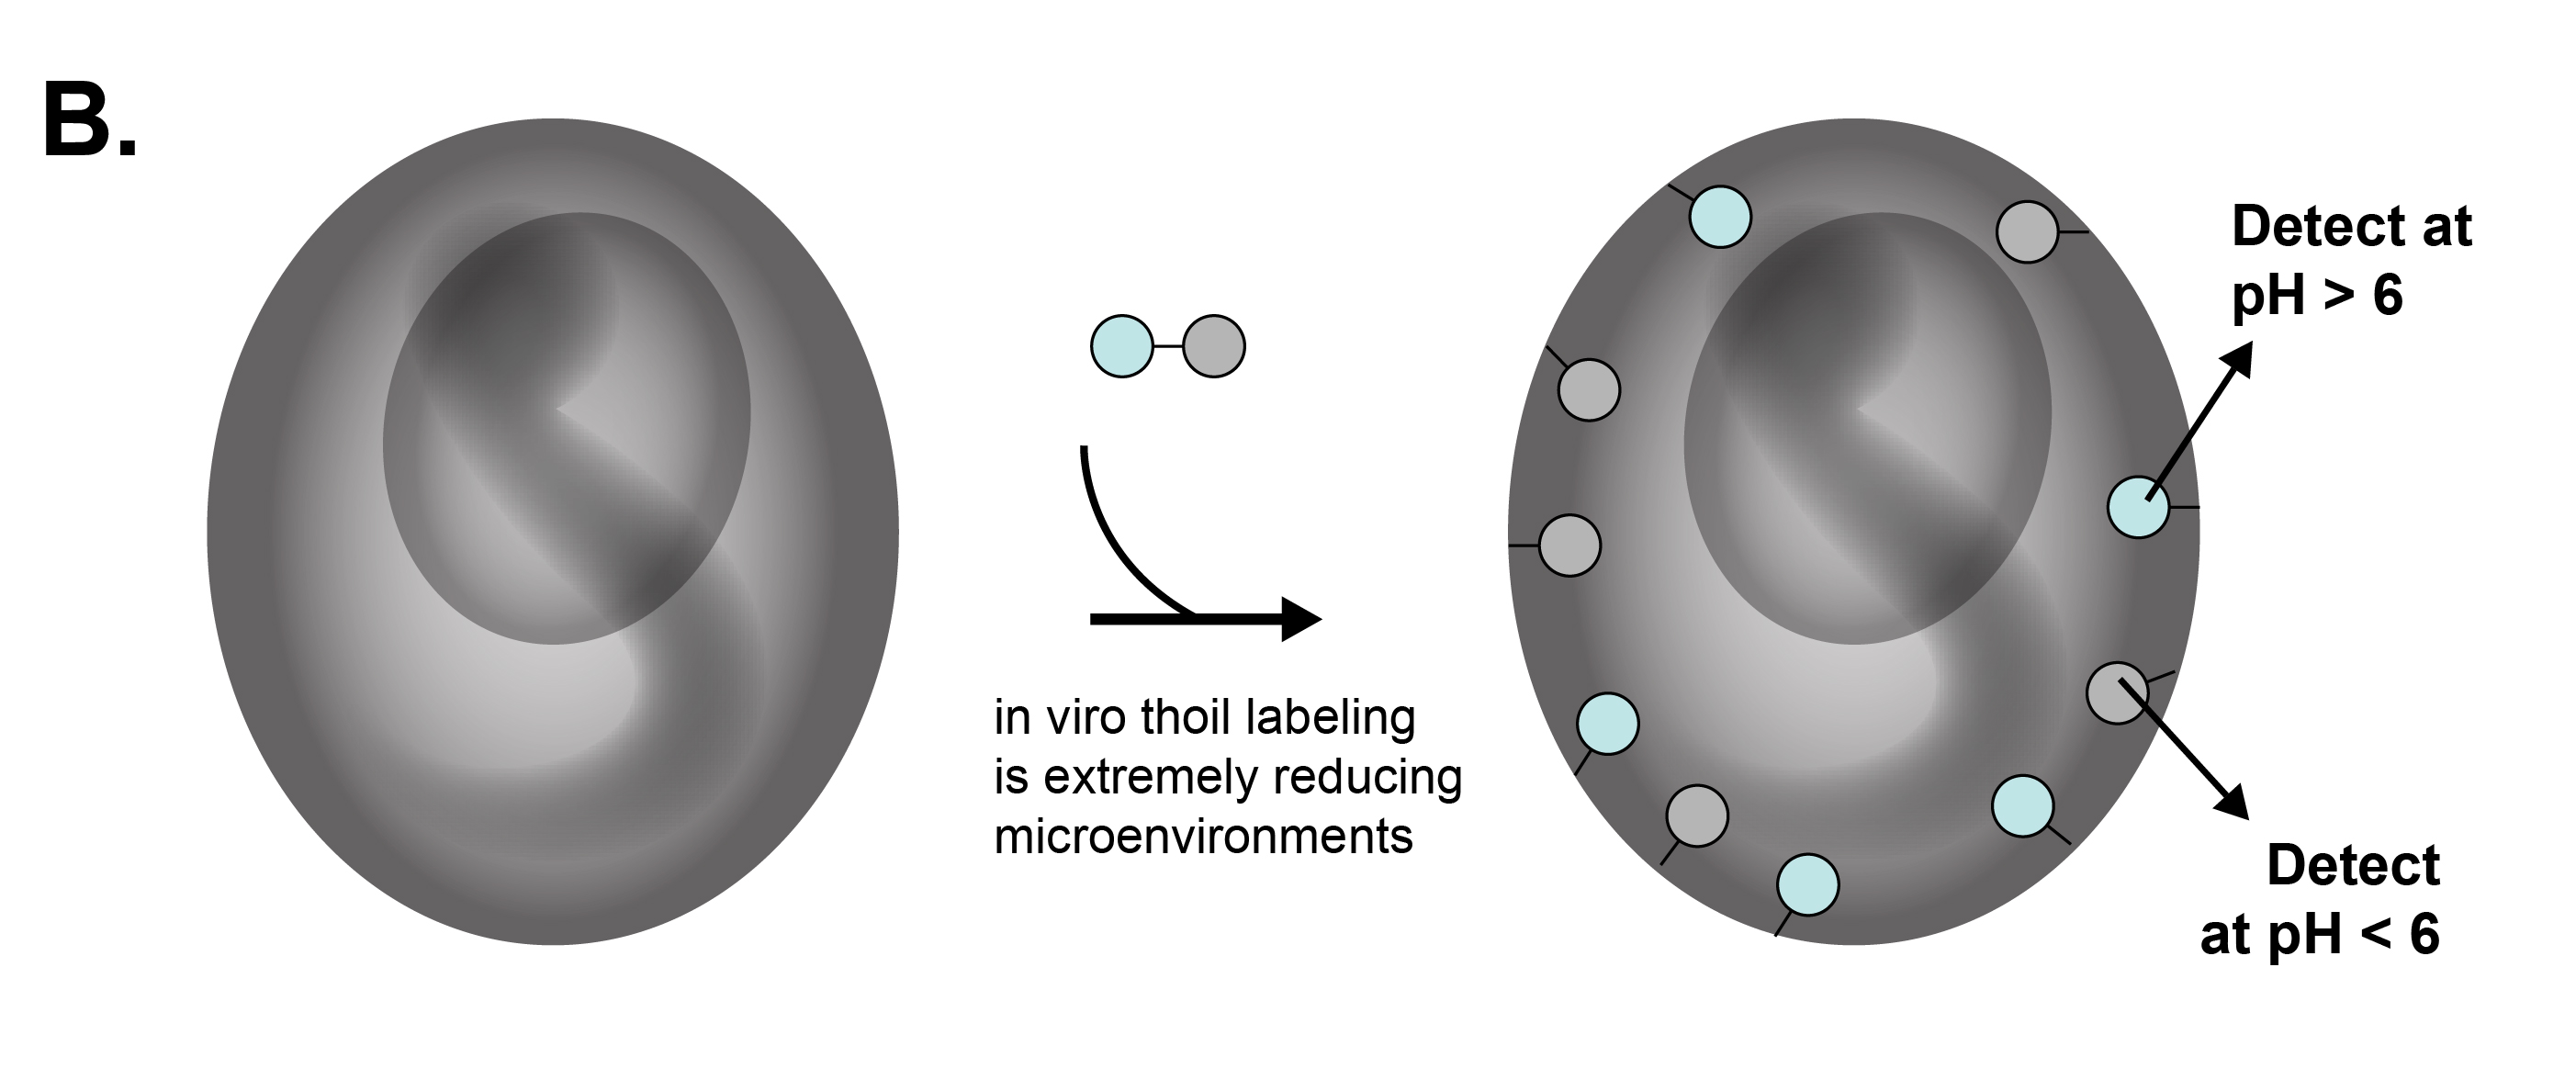 B.
in viro thoil labeling
is extremely reducing
microenvironments
Detect at
pH > 6
Detect
at pH < 6